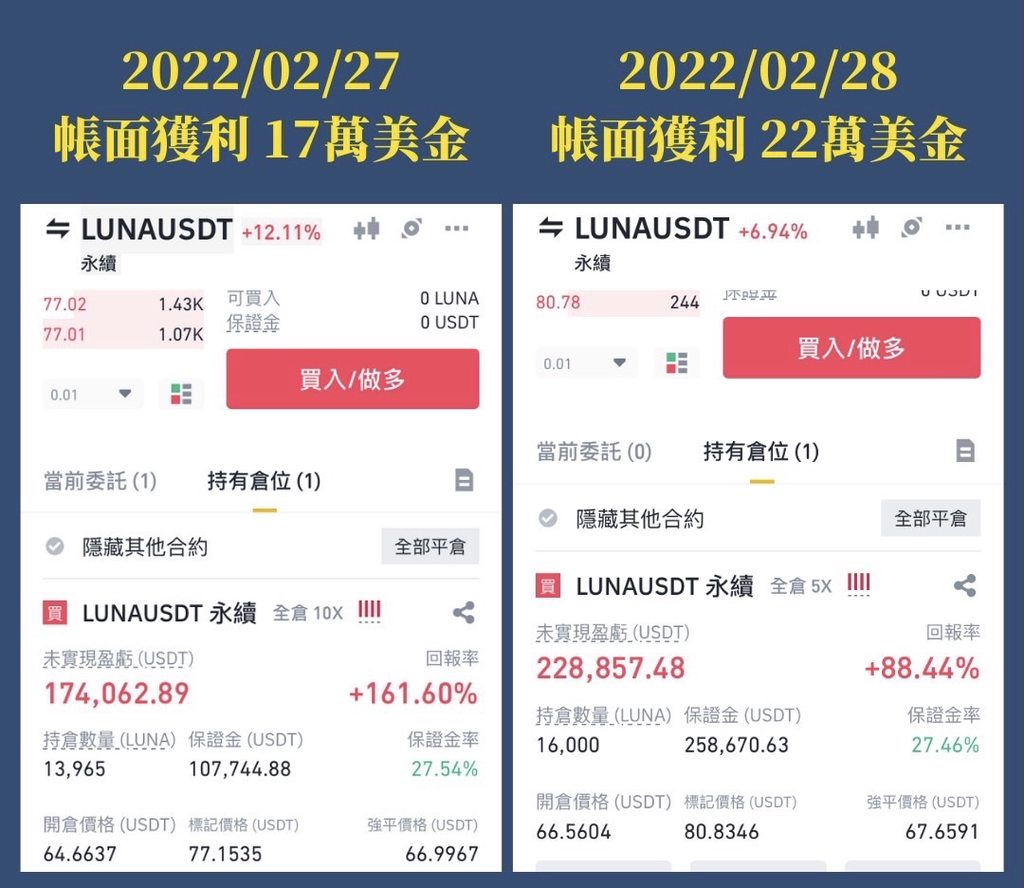 2022/02/27
帳面獲利 17萬美金
LUNAUSDT +12.11%
永續
77.02 1.43K
77.01 1.07K
可買入 0 LUNA
保證金 0 USDT
買入/做多
0.01
當前委託 (1) 持有倉位 (1)
隱藏其他合約 全部平倉
買 LUNAUSDT 永續 全倉 10X
未實現盈虧 (USDT) 回報率
174,062.89 +161.60%
持倉數量 (LUNA) 保證金 (USDT) 保證金率
13,965 107,744.88 27.54%
開倉價格 (USDT) 標記價格 (USDT) 強平價格 (USDT)
64.6637 77.1535 66.9967
2022/02/28
帳面獲利 22萬美金
LUNAUSDT +6.94%
永續
80.78 244
保證金 0 USDT
買入/做多
0.01
當前委託 (0) 持有倉位 (1)
隱藏其他合約 全部平倉
買 LUNAUSDT 永續 全倉 5X
未實現盈虧 (USDT) 回報率
228,857.48 +88.44%
持倉數量 (LUNA) 保證金 (USDT) 保證金率
16,000 258,670.63 27.46%
開倉價格 (USDT) 標記價格 (USDT) 強平價格 (USDT)
66.5604 80.8346 67.6591